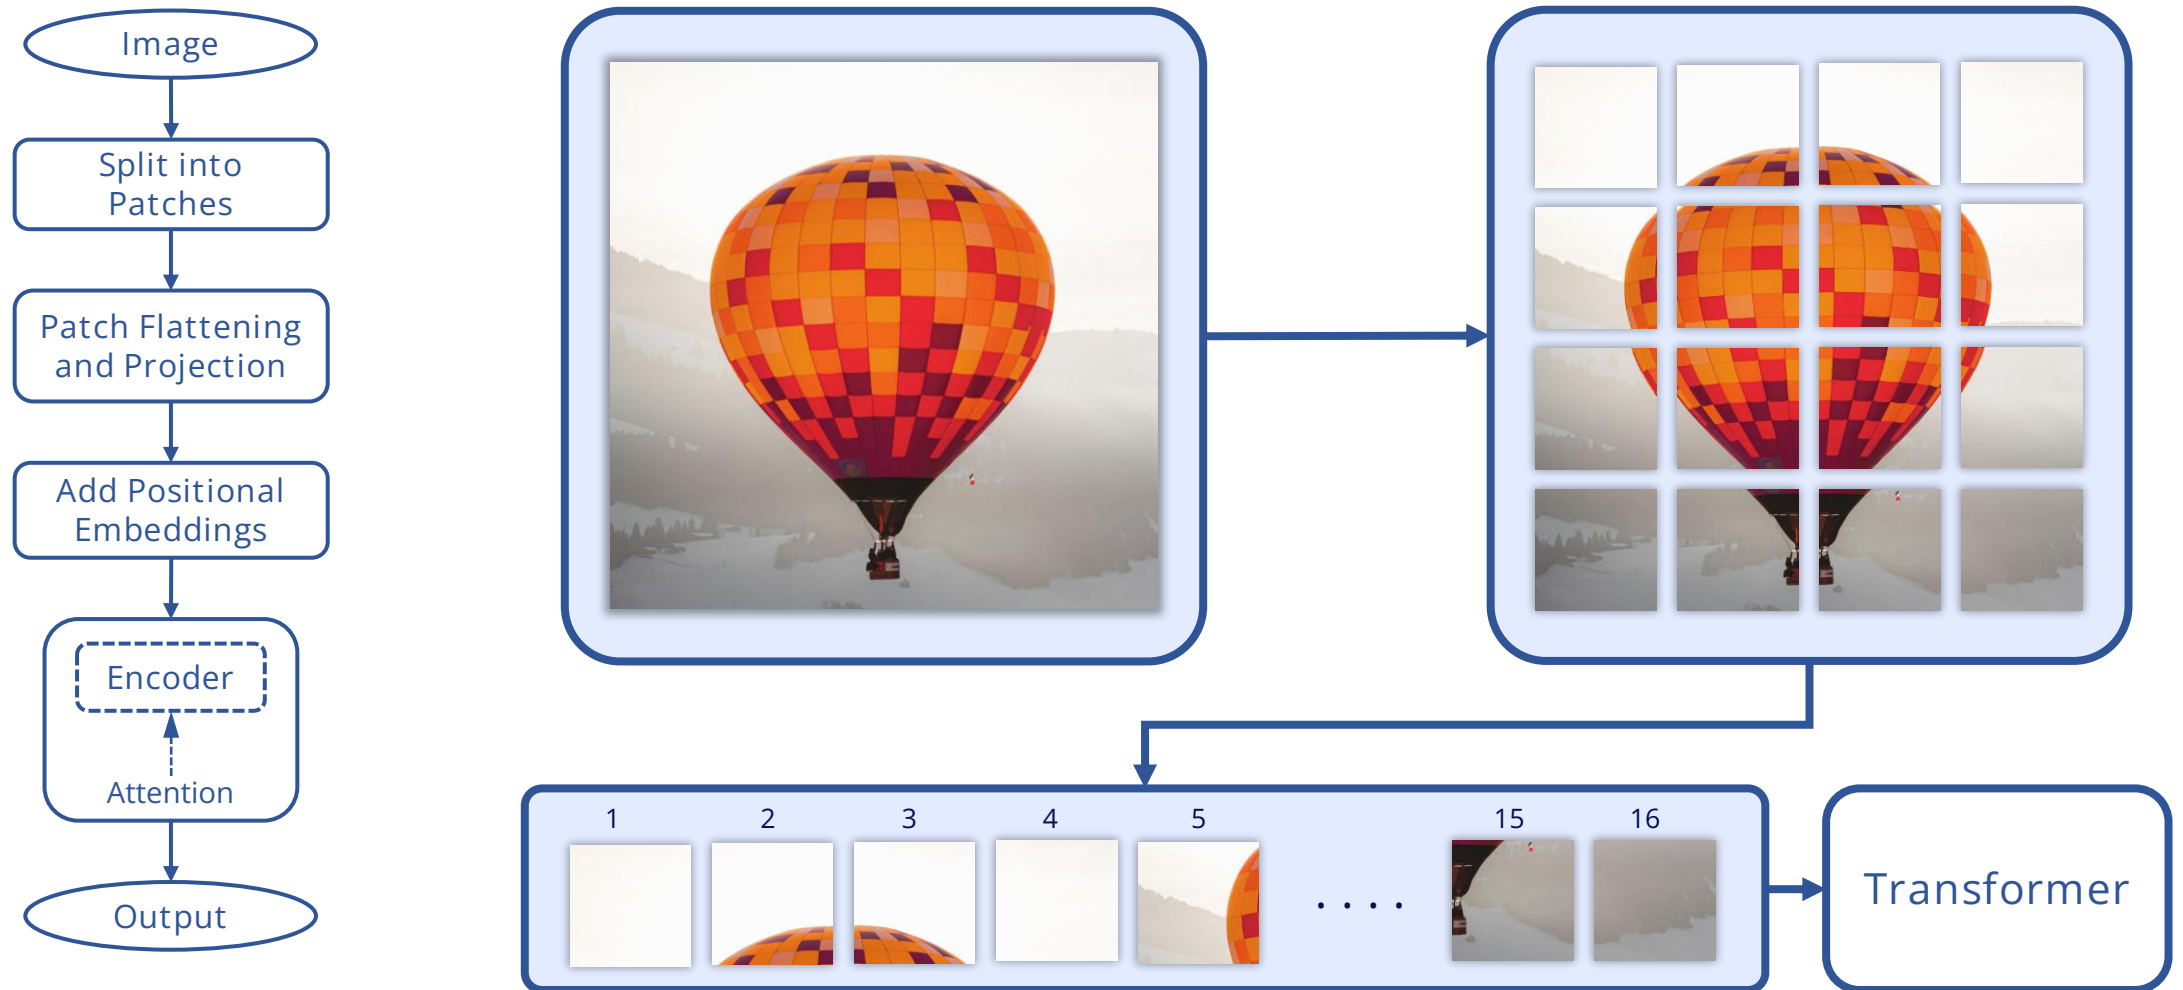 Image
Split into
Patches
Patch Flattening
and Projection
Add Positional
Embeddings
Encoder
Attention
Output
1 2 3 4 5 15 16
. . . .
Transformer